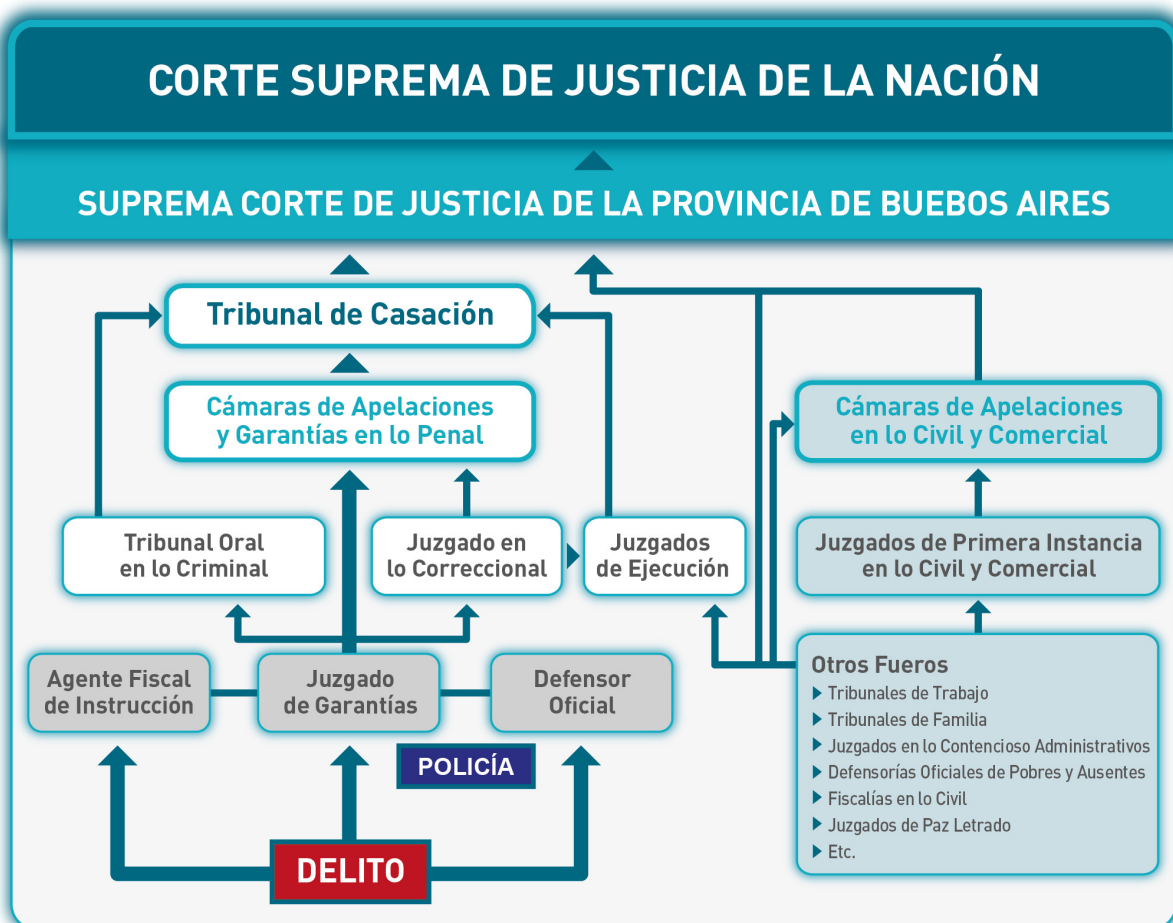 CORTE SUPREMA DE JUSTICIA DE LA NACIÓN
SUPREMA CORTE DE JUSTICIA DE LA PROVINCIA DE BUEBOS AIRES
Tribunal de Casación
Cámaras de Apelaciones
y Garantías en lo Penal
Cámaras de Apelaciones
en lo Civil y Comercial
Tribunal Oral
en lo Criminal
Juzgado en
lo Correccional
Juzgados
de Ejecución
Juzgados de Primera Instancia
en lo Civil y Comercial
Agente Fiscal
de Instrucción
Juzgado
de Garantías
Defensor
Oficial
Otros Fueros
Tribunales de Trabajo
Tribunales de Familia
Juzgados en lo Contencioso Administrativos
Defensorías Oficiales de Pobres y Ausentes
Fiscalías en lo Civil
Juzgados de Paz Letrado
Etc.
POLICÍA
DELITO